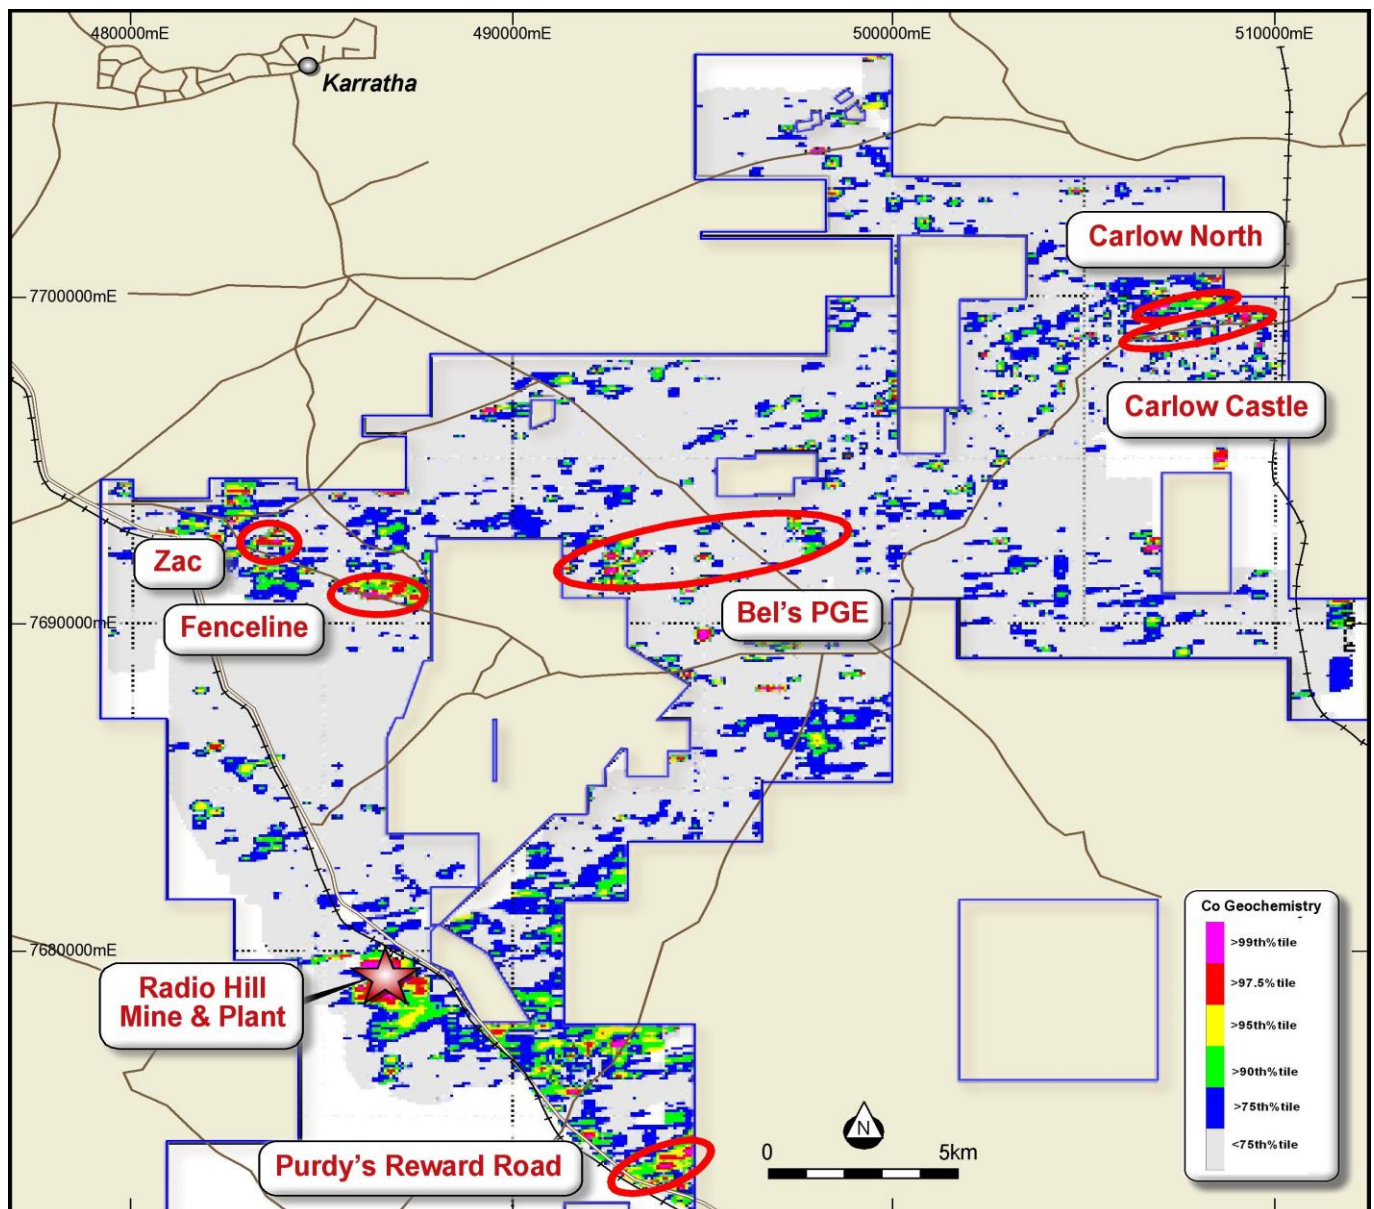 480000mE
490000mE
500000mE
510000mE
Karratha
Carlow North
7700000mE
Carlow Castle
Zac
Fenceline
Bel's PGE
7690000mE
Co Geochemistry
>99th%tile
>97.5%tile
>95th%tile
>90th%tile
>75th%tile
<75th%tile
7680000mE
Radio Hill
Mine & Plant
N
0
5km
Purdy's Reward Road